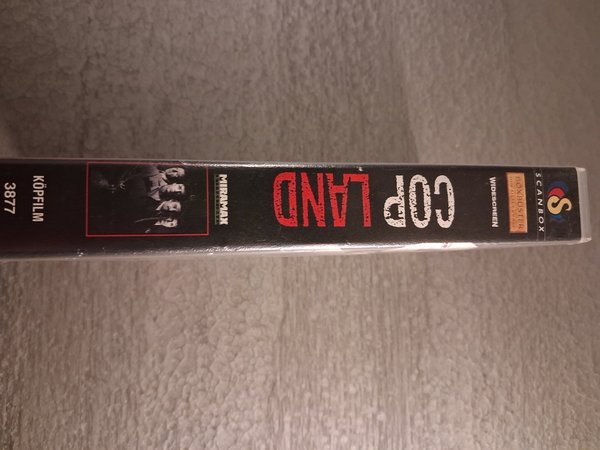 S
SCANBOX
WIDESCREEN
COP LAND
MIRAMAX
KÖPFILM
3877